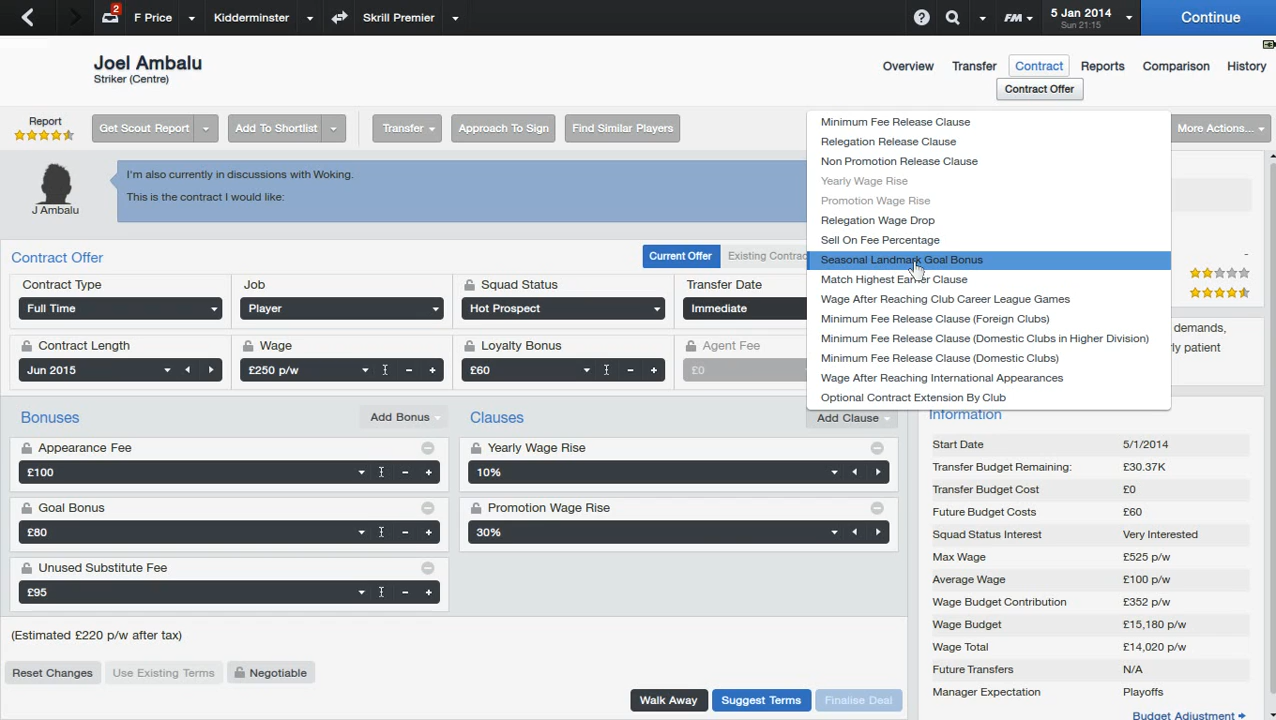 2
F Price
Kidderminster
Skrill Premier
FM
5 Jan 2014
Sun 21:15
Continue
Joel Ambalu
Striker (Centre)
Overview
Transfer
Contract
Reports
Comparison
History
Contract Offer
Report
Get Scout Report
Add To Shortlist
Transfer
Approach To Sign
Find Similar Players
More Actions...
J Ambalu
I'm also currently in discussions with Woking.
This is the contract I would like:
Minimum Fee Release Clause
Relegation Release Clause
Non Promotion Release Clause
Yearly Wage Rise
Promotion Wage Rise
Relegation Wage Drop
Sell On Fee Percentage
Seasonal Landmark Goal Bonus
Match Highest Earner Clause
Wage After Reaching Club Career League Games
Minimum Fee Release Clause (Foreign Clubs)
Minimum Fee Release Clause (Domestic Clubs in Higher Division)
Minimum Fee Release Clause (Domestic Clubs)
Wage After Reaching International Appearances
Optional Contract Extension By Club
Contract Offer
Current Offer
Existing Contrac
Contract Type
Full Time
Job
Player
Squad Status
Hot Prospect
Transfer Date
Immediate
Contract Length
Jun 2015
Wage
£250 p/w
Loyalty Bonus
£60
Agent Fee
£0
demands,
ly patient
Bonuses
Add Bonus
Clauses
Add Clause
Appearance Fee
£100
Goal Bonus
£80
Unused Substitute Fee
£95
Yearly Wage Rise
10%
Promotion Wage Rise
30%
(Estimated £220 p/w after tax)
Reset Changes
Use Existing Terms
Negotiable
Walk Away
Suggest Terms
Finalise Deal
Information
Start Date 5/1/2014
Transfer Budget Remaining: £30.37K
Transfer Budget Cost £0
Future Budget Costs £60
Squad Status Interest Very Interested
Max Wage £525 p/w
Average Wage £100 p/w
Wage Budget Contribution £352 p/w
Wage Budget £15,180 p/w
Wage Total £14,020 p/w
Future Transfers N/A
Manager Expectation Playoffs
Budget Adjustment